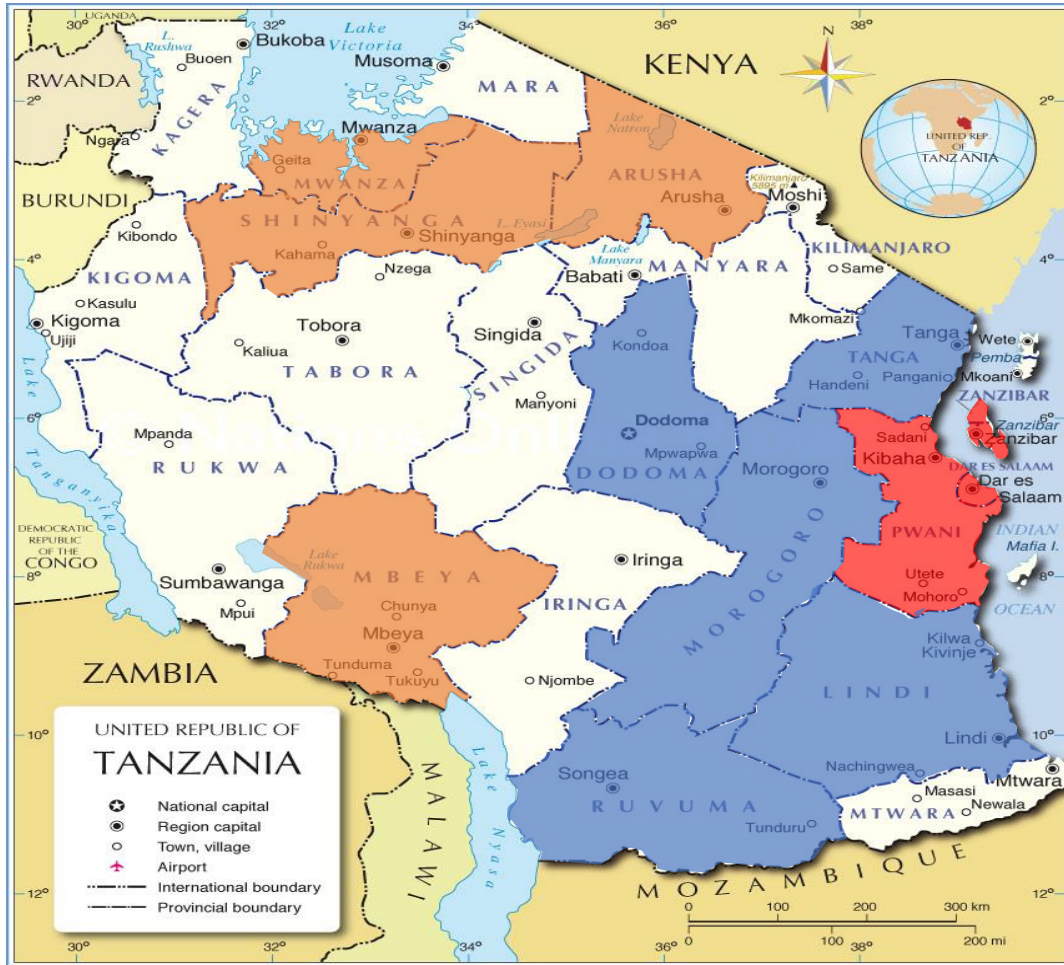 30°
32°
34°
36°
38°
UGANDA
L.
Rushwa
Bukoba
Lake
Victoria
Buoen
Musoma
KENYA
N
RWANDA
2°
MARA
2°
KAGERA
Ngara
Mwanza
Lake
Natron
UNITED REP.
OF
TANZANIA
Geita
MWANZA
ARUSHA
Kilimanjaro
5895 m
BURUNDI
Arusha
Moshi
SHINYANGA
L. Eyasi
Kibondo
Shinyanga
Kahama
Lake
Manyara
KILIMANJARO
4°
KIGOMA
Nzega
Babati
MANYARA
Same
4°
Kasulu
Kigoma
Ujiji
Tobora
Singida
Mkomazi
Kaliua
TABORA
SINGIDA
Kondoa
Tanga
TANGA
Wete
Pemba
Handeni
Pangani
Mkoani
Manyoni
ZANZIBAR
6°
Mpanda
Dodoma
Sadani
Zanzibar
Zanzibar
6°
RUKWA
Mpwapwa
DODOMA
Morogoro
Kibaha
DAR ES SALAAM
Dar es
Salaam
Lake
Tanganyika
DEMOCRATIC
REPUBLIC
OF THE
CONGO
PWANI
INDIAN
Mafia I.
Lake
Rukwa
8°
Sumbawanga
MBEYA
Iringa
MOROGORO
Utete
Mohoro
8°
Mpui
Chunya
IRINGA
OCEAN
Mbeya
Kilwa
Kivinje
ZAMBIA
Tunduma
Tukuyu
Njombe
LINDI
UNITED REPUBLIC OF
TANZANIA
10°
Lindi
10°
MALAWI
Lake
Nyasa
Songea
RUVUMA
Nachingwea
Mtwara
Masasi
Newala
MTWARA
Tunduru
National capital
Region capital
Town, village
Airport
International boundary
Provincial boundary
MOZAMBIQUE
12°
12°
0 100 200 300 km
0 100 200 mi
30°
32°
34°
36°
38°